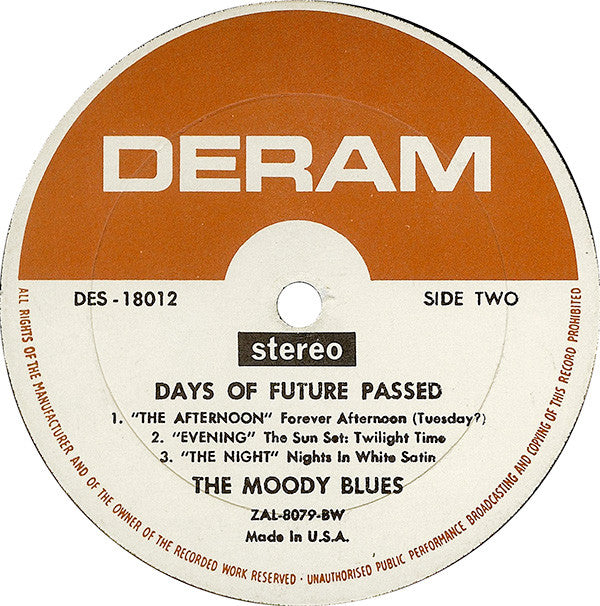 DERAM
DES-18012
SIDE TWO
stereo
DAYS OF FUTURE PASSED
1. "THE AFTERNOON" Forever Afternoon (Tuesday?)
2. "EVENING" The Sun Set: Twilight Time
3. "THE NIGHT" Nights In White Satin
THE MOODY BLUES
ZAL-8079-BW
Made In U.S.A.
ALL RIGHTS OF THE MANUFACTURER AND OF THE OWNER OF THE RECORDED WORK RESERVED · UNAUTHORISED PUBLIC PERFORMANCE BROADCASTING AND COPYING OF THIS RECORD PROHIBITED